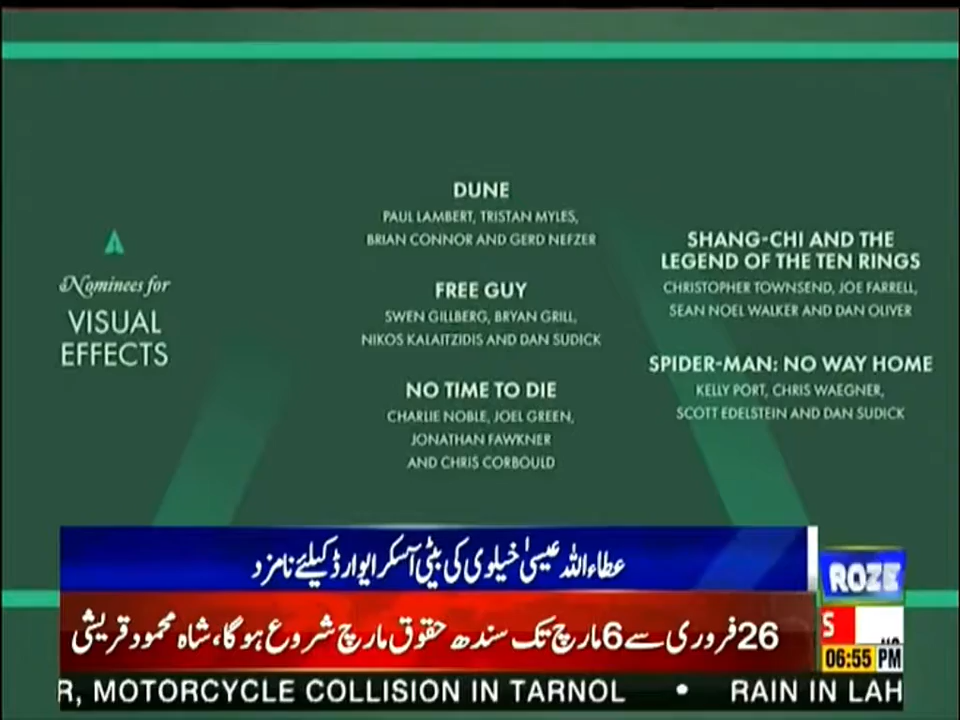 Nominees for
VISUAL
EFFECTS
DUNE
PAUL LAMBERT, TRISTAN MYLES,
BRIAN CONNOR AND GERD NEFZER
FREE GUY
SWEN GILLBERG, BRYAN GRILL,
NIKOS KALAITZIDIS AND DAN SUDICK
NO TIME TO DIE
CHARLIE NOBLE, JOEL GREEN,
JONATHAN FAWKNER
AND CHRIS CORBOULD
SHANG-CHI AND THE
LEGEND OF THE TEN RINGS
CHRISTOPHER TOWNSEND, JOE FARRELL,
SEAN NOEL WALKER AND DAN OLIVER
SPIDER-MAN: NO WAY HOME
KELLY PORT, CHRIS WAEGNER,
SCOTT EDELSTEIN AND DAN SUDICK
عطاءاللہ عیسیٰ خیلوی کی بیٹی آسکر ایوارڈ کیلئے نامزد
26 فروری سے 6 مارچ تک سندھ حقوق مارچ شروع ہوگا، شاہ محمود قریشی
ROZE
S
06:55 PM
R, MOTORCYCLE COLLISION IN TARNOL • RAIN IN LAH